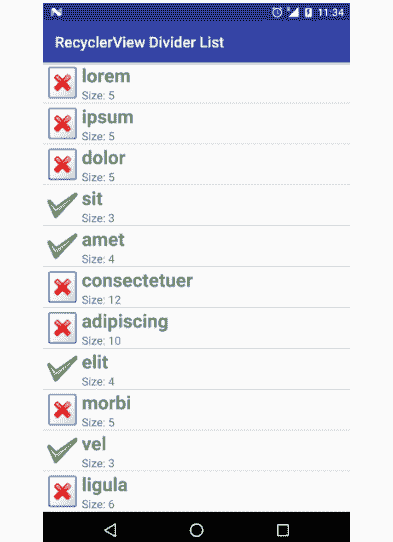 11:34
RecyclerView Divider List
lorem
Size: 5
ipsum
Size: 5
dolor
Size: 5
sit
Size: 3
amet
Size: 4
consectetuer
Size: 12
adipiscing
Size: 10
elit
Size: 4
morbi
Size: 5
vel
Size: 3
ligula
Size: 6